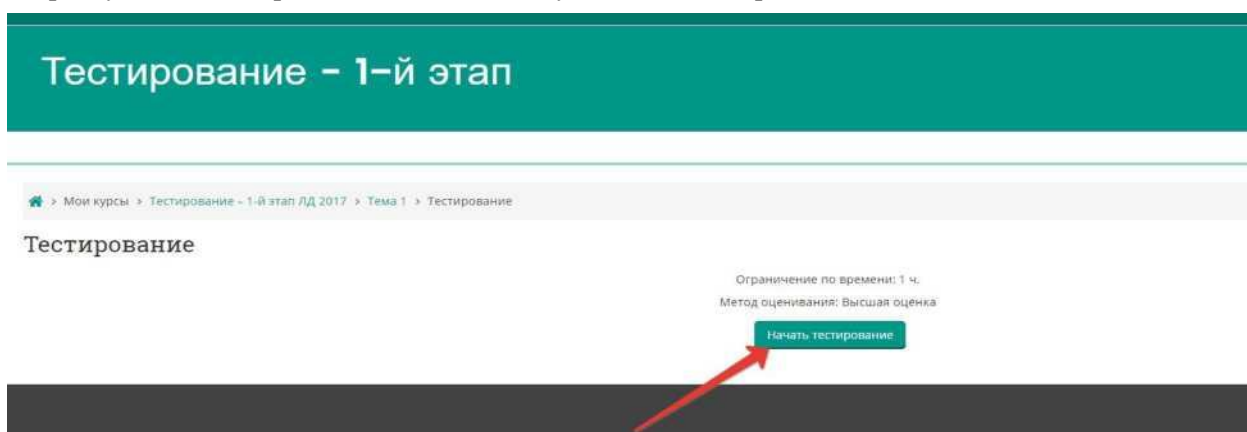 Тестирование - 1-й этап
> Мои курсы > Тестирование - 1-й этап ЛД 2017 > Тема 1 > Тестирование
Тестирование
Ограничение по времени: 1 ч.
Метод оценивания: Высшая оценка
Начать тестирование